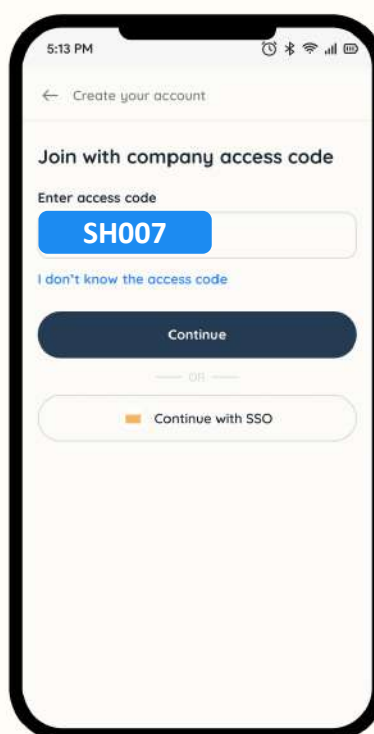 5:13 PM
← Create your account
Join with company access code
Enter access code
SH007
I don't know the access code
Continue
OR
Continue with SSO